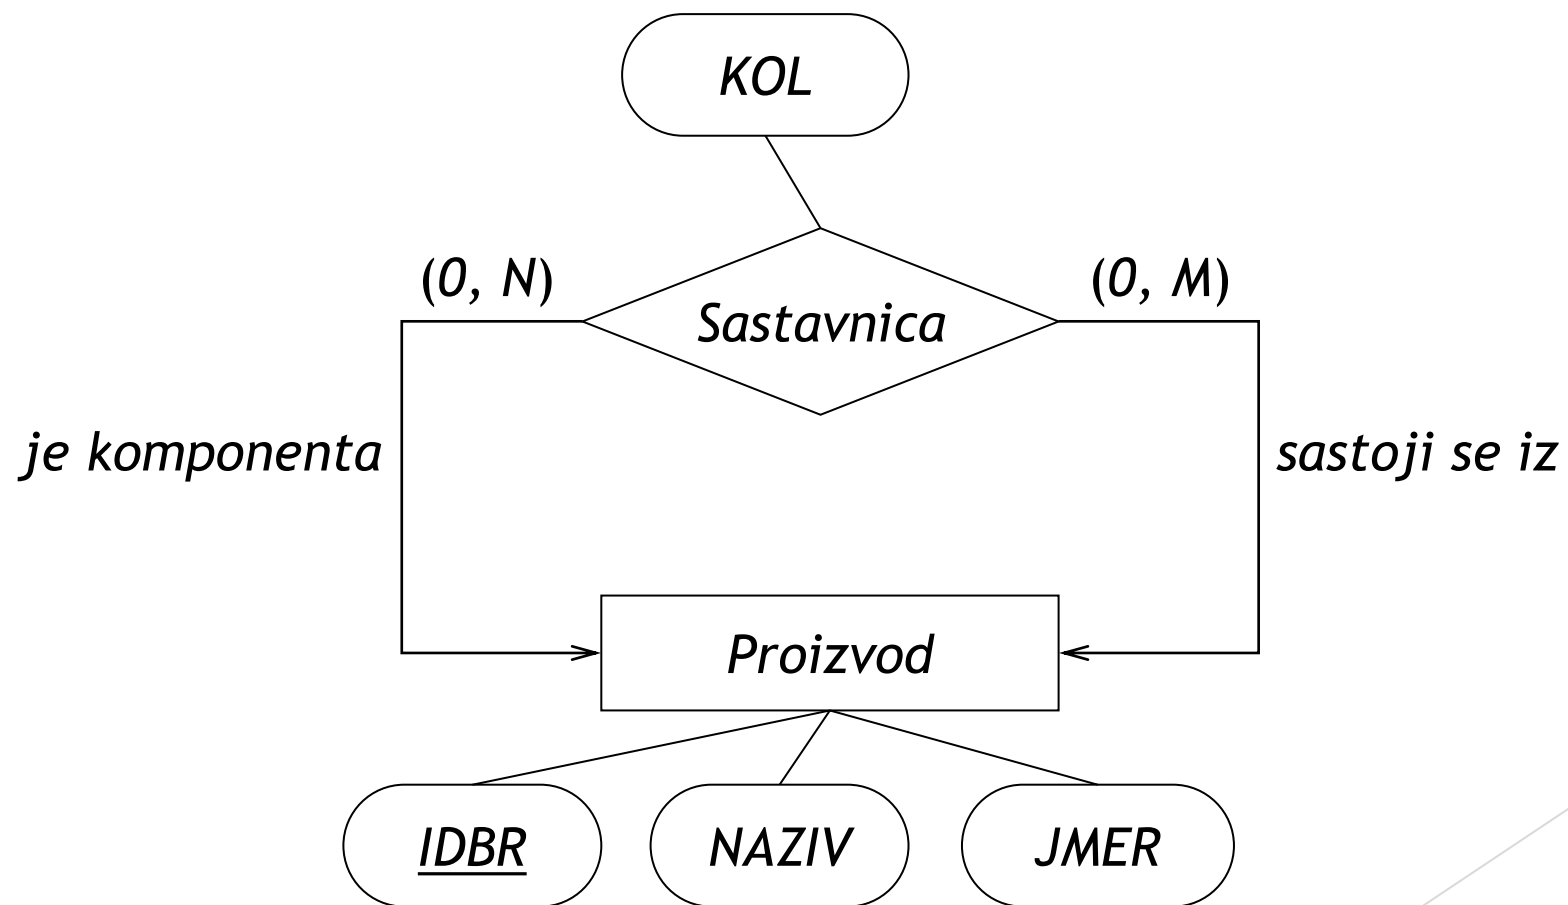 KOL
(0, N)
(0, M)
Sastavnica
je komponenta
sastoji se iz
Proizvod
IDBR
NAZIV
JMER